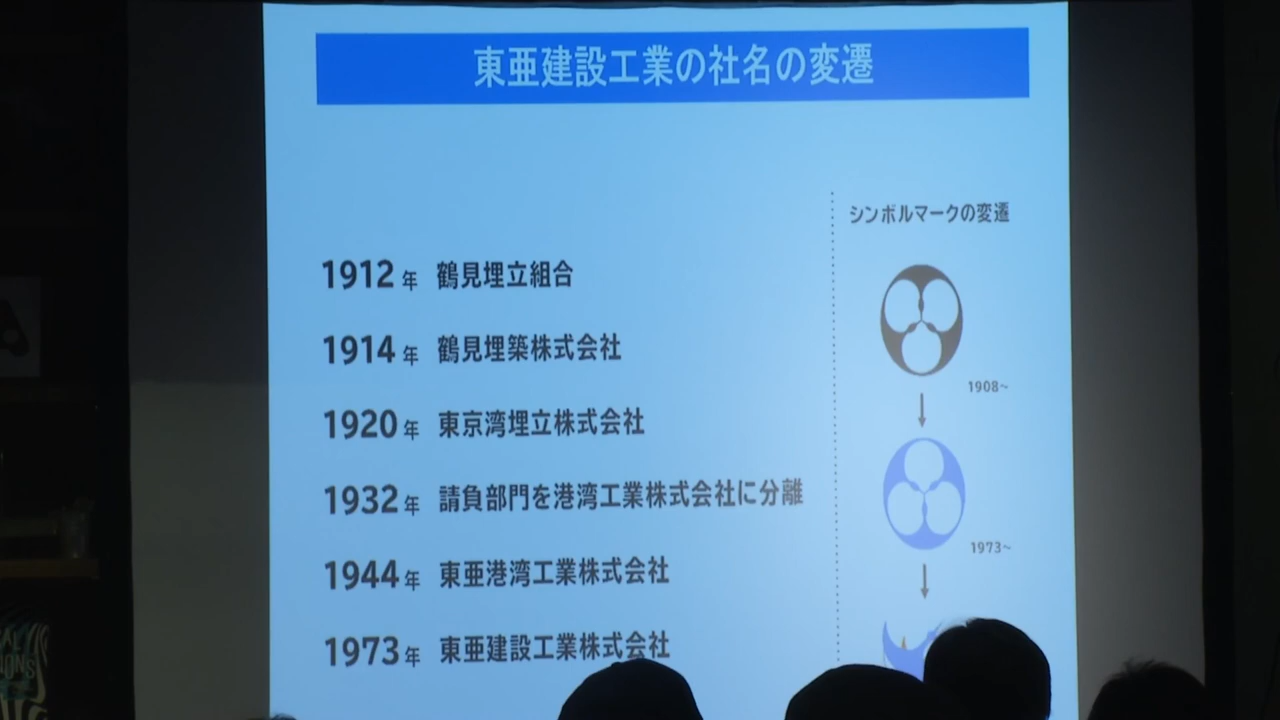 東亜建設工業の社名の変遷
シンボルマークの変遷
1912年 鶴見埋立組合
1914年 鶴見埋築株式会社
1920年 東京湾埋立株式会社
1932年 請負部門を港湾工業株式会社に分離
1944年 東亜港湾工業株式会社
1973年 東亜建設工業株式会社
1908~
1973~